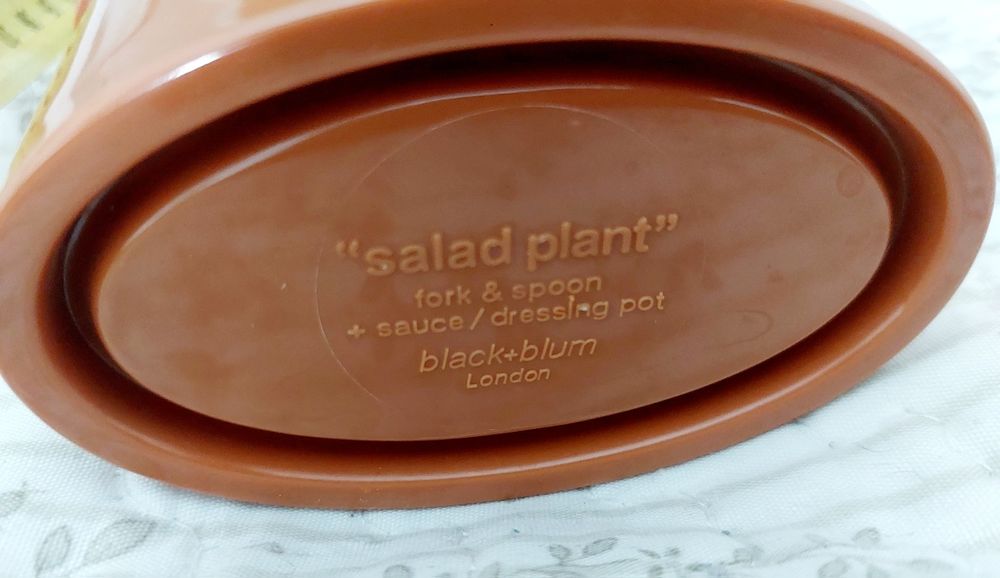 “salad plant”
fork & spoon
+ sauce / dressing pot
black+blum
London